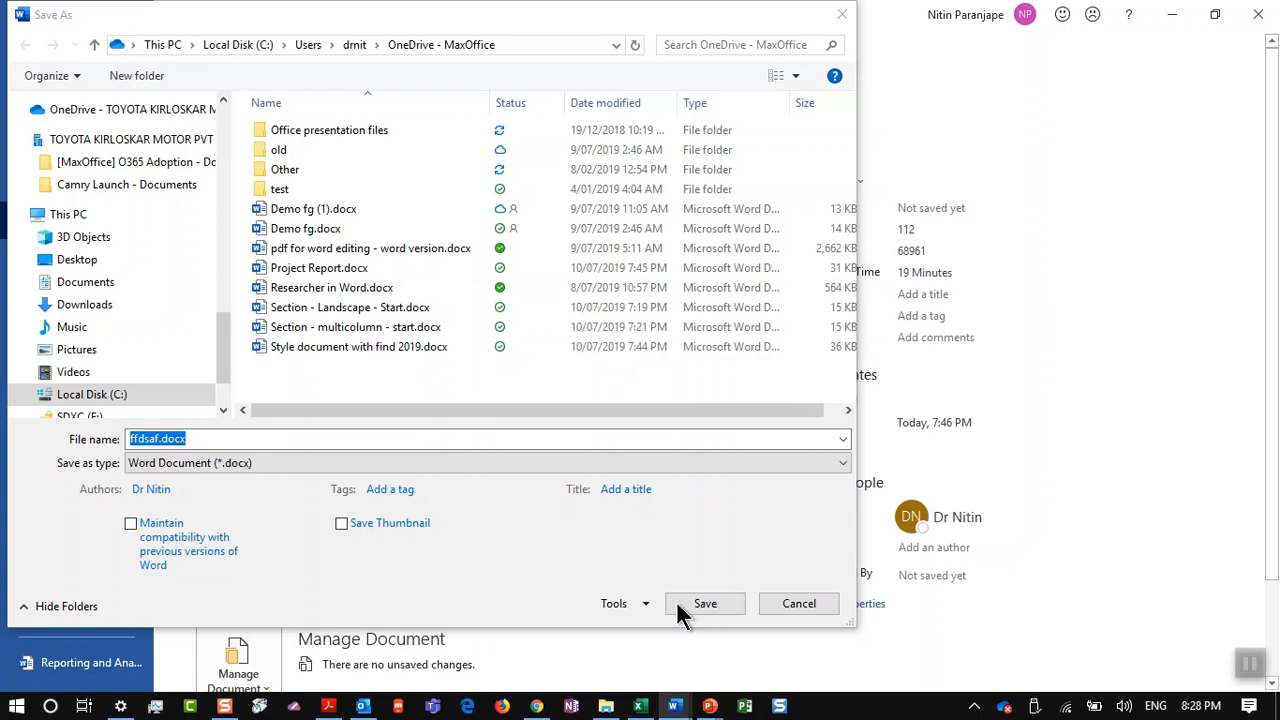 Save As
Nitin Paranjape NP
This PC Local Disk (C:) Users drnit OneDrive - MaxOffice Search OneDrive - MaxOffice
Organize New folder
Name Status Date modified Type Size
OneDrive - TOYOTA KIRLOSKAR M
TOYOTA KIRLOSKAR MOTOR PVT
[MaxOffice] O365 Adoption - Dc
Camry Launch - Documents
This PC
3D Objects
Desktop
Documents
Downloads
Music
Pictures
Videos
Local Disk (C:)
SDXC (F:)
Office presentation files 19/12/2018 10:19 ... File folder
old 9/07/2019 2:46 AM File folder
Other 8/02/2019 12:54 PM File folder
test 4/01/2019 4:04 AM File folder
Demo fg (1).docx 9/07/2019 11:05 AM Microsoft Word D... 13 KB
Demo fg.docx 9/07/2019 2:46 AM Microsoft Word D... 14 KB
pdf for word editing - word version.docx 9/07/2019 5:11 AM Microsoft Word D... 2,662 KB
Project Report.docx 10/07/2019 7:45 PM Microsoft Word D... 31 KB
Researcher in Word.docx 8/07/2019 10:57 PM Microsoft Word D... 564 KB
Section - Landscape - Start.docx 10/07/2019 7:19 PM Microsoft Word D... 15 KB
Section - multicolumn - start.docx 10/07/2019 7:21 PM Microsoft Word D... 15 KB
Style document with find 2019.docx 10/07/2019 7:44 PM Microsoft Word D... 36 KB
File name: ffdsaf.docx
Save as type: Word Document (*.docx)
Authors: Dr Nitin Tags: Add a tag Title: Add a title
Maintain
compatibility with
previous versions of
Word
Save Thumbnail
Hide Folders Tools Save Cancel
Not saved yet
112
68961
Time 19 Minutes
Add a title
Add a tag
Add comments
ates
Today, 7:46 PM
ople
DN Dr Nitin
Add an author
By Not saved yet
perties
Reporting and Ana...
Manage
Document
Manage Document
There are no unsaved changes.
ENG 8:28 PM